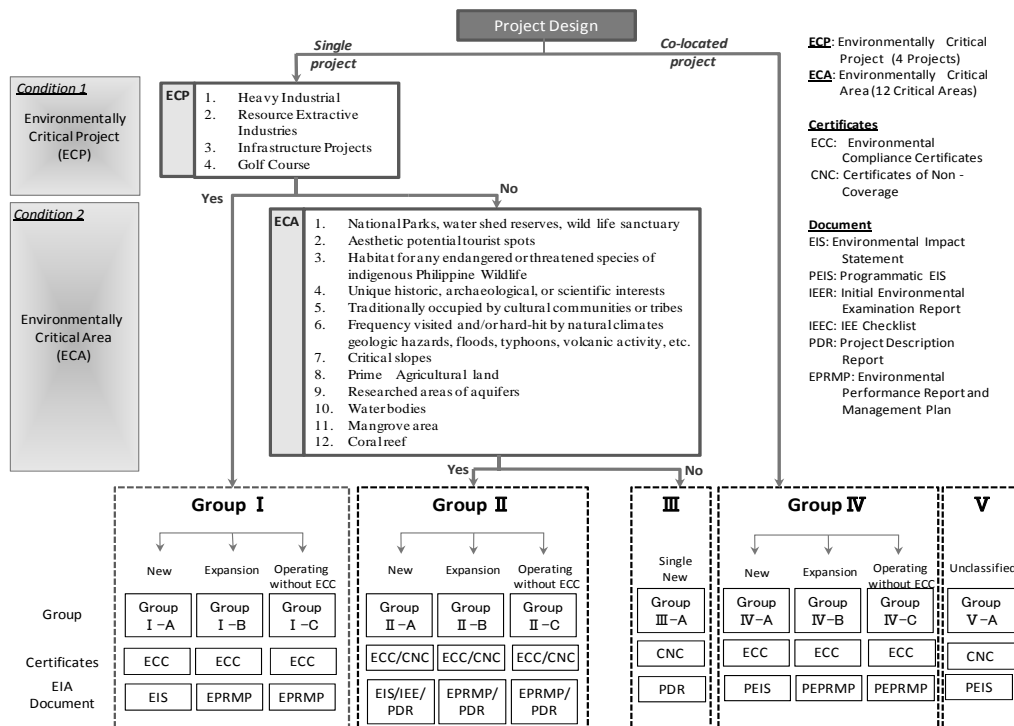 Project Design
Single
project
Co-located
project
ECP: Environmentally Critical
Project (4 Projects)
ECA: Environmentally Critical
Area (12 Critical Areas)
Certificates
ECC: Environmental
Compliance Certificates
CNC: Certificates of Non -
Coverage
Document
EIS: Environmental Impact
Statement
PEIS: Programmatic EIS
IEER: Initial Environmental
Examination Report
IEEC: IEE Checklist
PDR: Project Description
Report
EPRMP: Environmental
Performance Report and
Management Plan
Condition 1
Environmentally
Critical Project
(ECP)
ECP
1. Heavy Industrial
2. Resource Extractive
Industries
3. Infrastructure Projects
4. Golf Course
Yes
No
Condition 2
Environmentally
Critical Area
(ECA)
ECA
1. National Parks, water shed reserves, wild life sanctuary
2. Aesthetic potential tourist spots
3. Habitat for any endangered or threatened species of
indigenous Philippine Wildlife
4. Unique historic, archaeological, or scientific interests
5. Traditionally occupied by cultural communities or tribes
6. Frequency visited and/or hard-hit by natural climates
geologic hazards, floods, typhoons, volcanic activity, etc.
7. Critical slopes
8. Prime Agricultural land
9. Researched areas of aquifers
10. Water bodies
11. Mangrove area
12. Coral reef
Yes
No
Group Ⅰ
New
Expansion
Operating
without ECC
Group Ⅱ
New
Expansion
Operating
without ECC
Ⅲ
Single
New
Group Ⅳ
New
Expansion
Operating
without ECC
Ⅴ
Unclassified
Group
Group
Ⅰ-A
Group
Ⅰ-B
Group
Ⅰ-C
Group
Ⅱ-A
Group
Ⅱ-B
Group
Ⅱ-C
Group
Ⅲ-A
Group
Ⅳ-A
Group
Ⅳ-B
Group
Ⅳ-C
Group
Ⅴ-A
Certificates
ECC
ECC
ECC
ECC/CNC
ECC/CNC
ECC/CNC
CNC
ECC
ECC
ECC
CNC
EIA
Document
EIS
EPRMP
EPRMP
EIS/IEE/
PDR
EPRMP/
PDR
EPRMP/
PDR
PDR
PEIS
PEPRMP
PEPRMP
PEIS